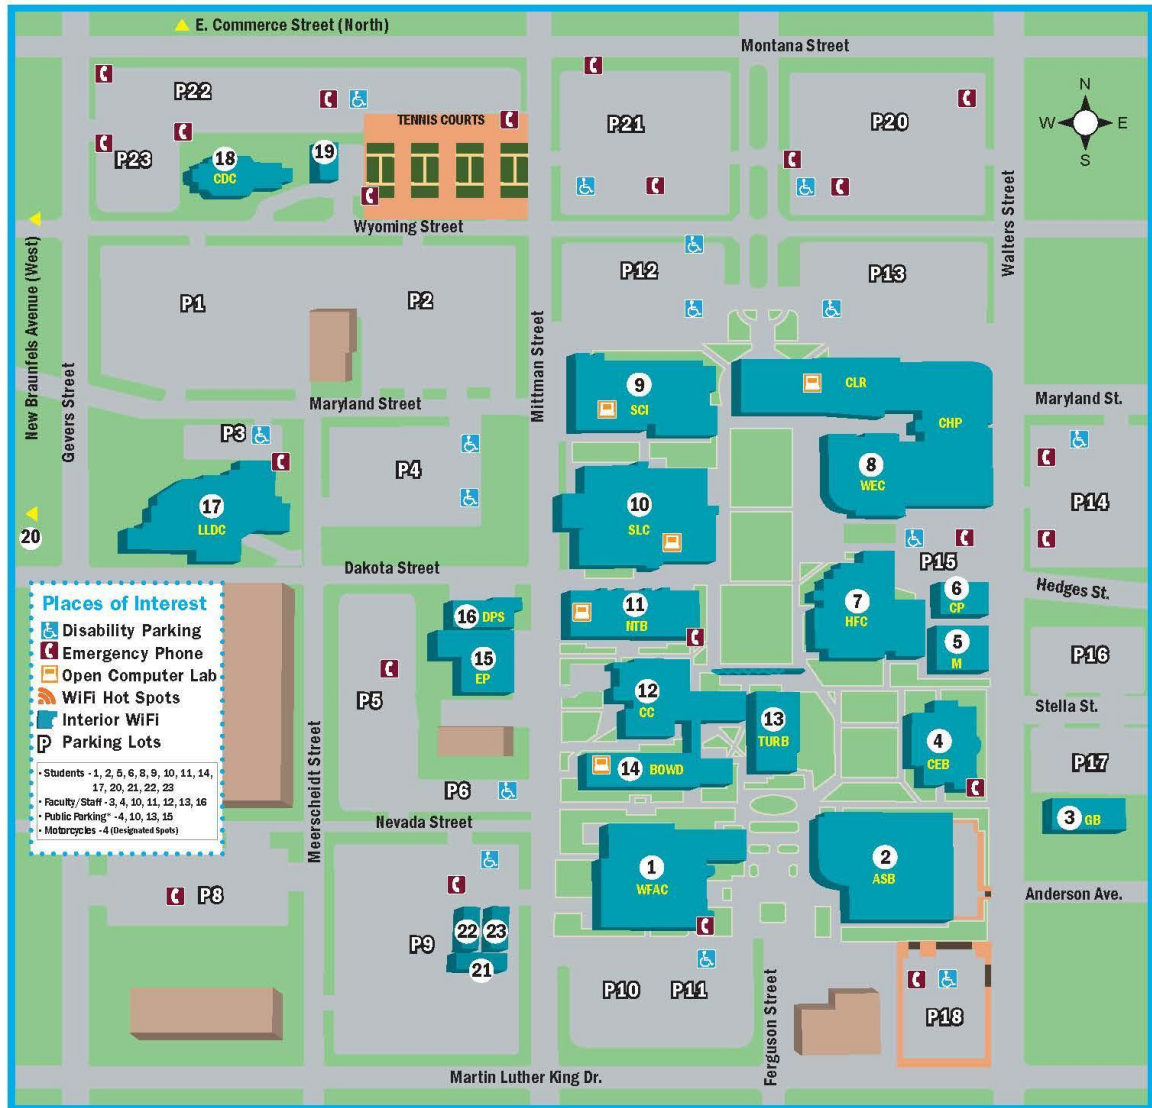 E. Commerce Street (North)
Montana Street
P22
P21
P20
N
W E
S
TENNIS COURTS
P23
18
CDC
19
Wyoming Street
Walters Street
New Braunfels Avenue (West)
P12
P13
P1
P2
Mittman Street
Gevers Street
9
SCI
CLR
CHP
Maryland Street
Maryland St.
P3
P4
8
WEC
17
LLDC
10
SLC
P14
20
P15
Dakota Street
Hedges St.
Places of Interest
Disability Parking
Emergency Phone
Open Computer Lab
WiFi Hot Spots
Interior WiFi
P Parking Lots
• Students - 1, 2, 5, 6, 8, 9, 10, 11, 14,
17, 20, 21, 22, 23
• Faculty/Staff - 3, 4, 10, 11, 12, 13, 16
• Public Parking* - 4, 10, 13, 15
• Motorcycles - 4 (Designated Spots)
16 DPS
15
EP
11
NTB
7
HFC
6
CP
5
M
P16
P5
12
CC
13
TURB
4
CEB
Stella St.
Meerscheidt Street
14 BOWD
P17
P6
Nevada Street
3 GB
1
WFAC
2
ASB
P8
Anderson Ave.
P9
22 23
21
P10 P11
Ferguson Street
P18
Martin Luther King Dr.